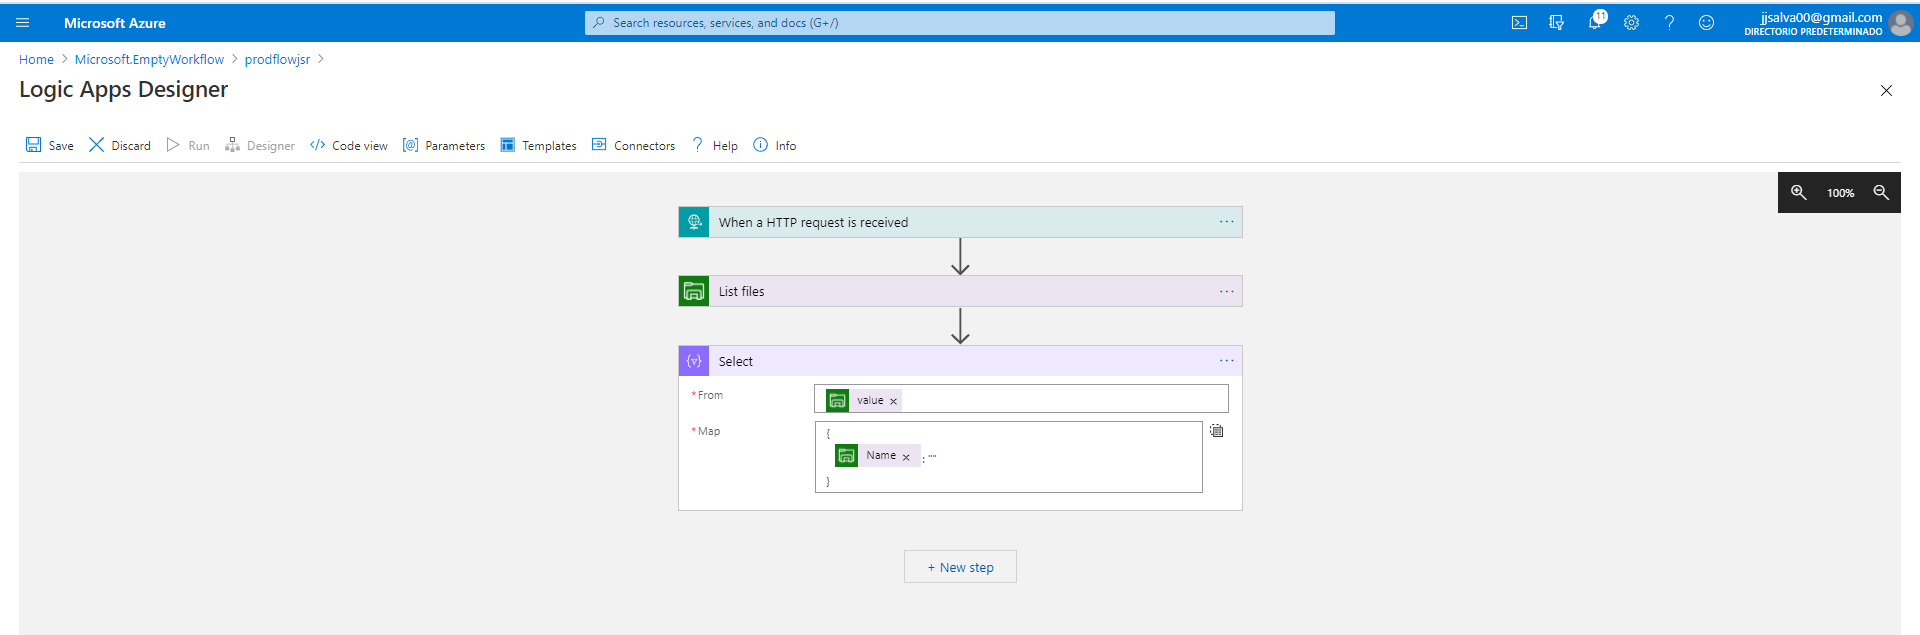 Microsoft Azure
Search resources, services, and docs (G+/)
11
jjsalva00@gmail.com
DIRECTORIO PREDETERMINADO
Home > Microsoft.EmptyWorkflow > prodflowjsr >
Logic Apps Designer
Save Discard Run Designer </> Code view [@] Parameters Templates Connectors ? Help Info
100%
When a HTTP request is received ...
List files ...
Select ...
*From
value ×
*Map
{
Name × : ""
}
+ New step